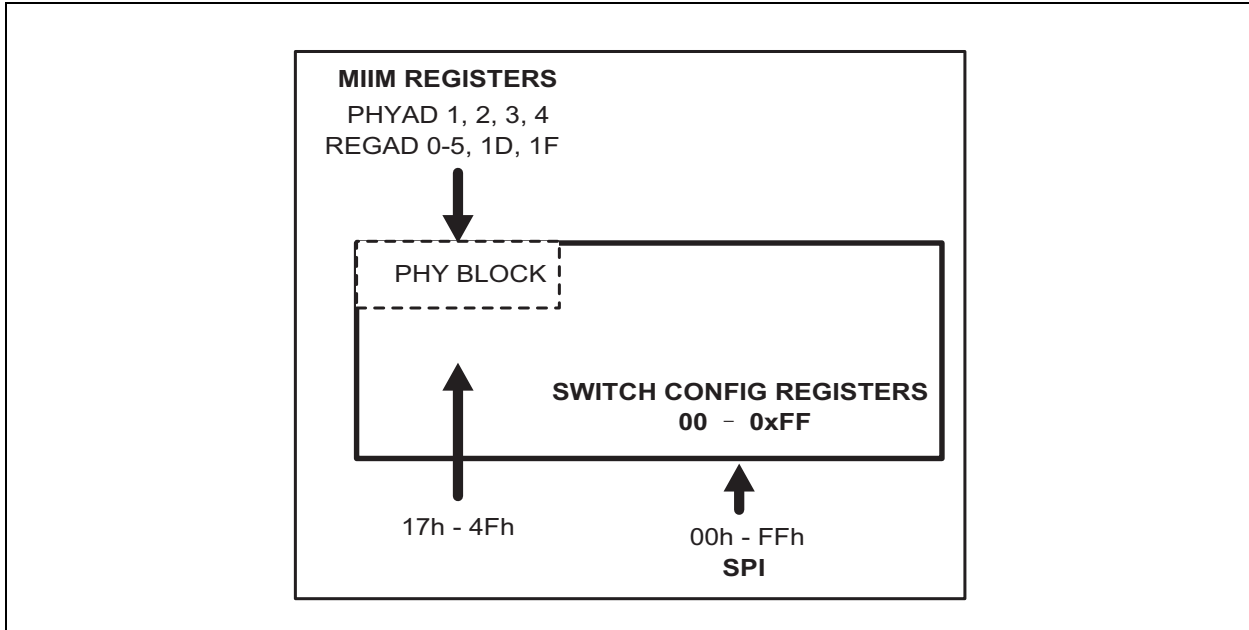 MIIM REGISTERS
PHYAD 1, 2, 3, 4
REGAD 0-5, 1D, 1F
PHY BLOCK
SWITCH CONFIG REGISTERS
00 – 0xFF
17h - 4Fh
00h - FFh
SPI